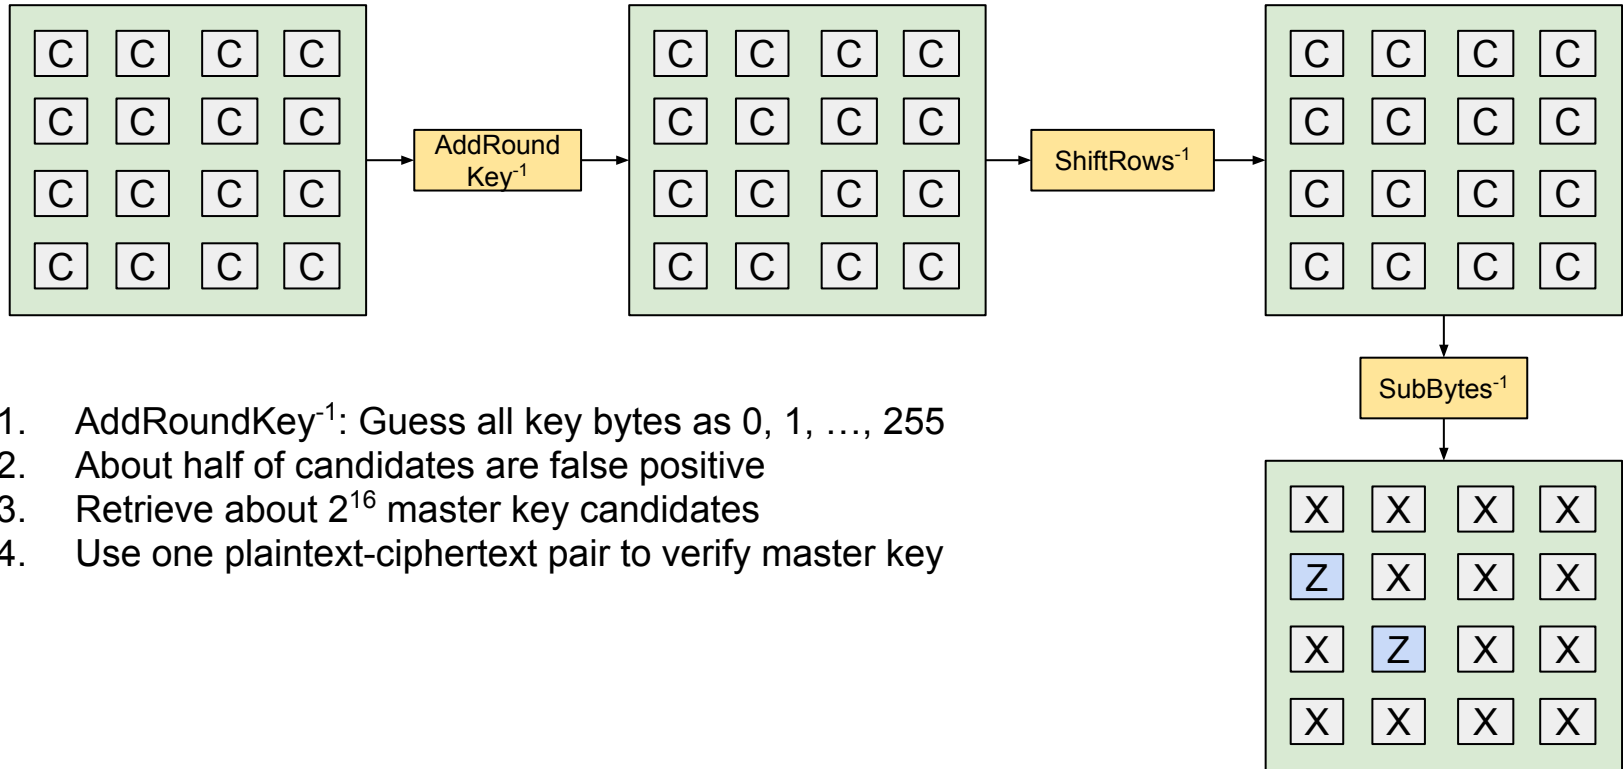 C C C C C C C C C C C C
C C C C C C C C C C C C
AddRound Key⁻¹ ShiftRows⁻¹
C C C C C C C C C C C C
C C C C C C C C C C C C
SubBytes⁻¹
1. AddRoundKey⁻¹: Guess all key bytes as 0, 1, …, 255
2. About half of candidates are false positive
3. Retrieve about 2¹⁶ master key candidates
4. Use one plaintext-ciphertext pair to verify master key
X X X X
Z X X X
X Z X X
X X X X